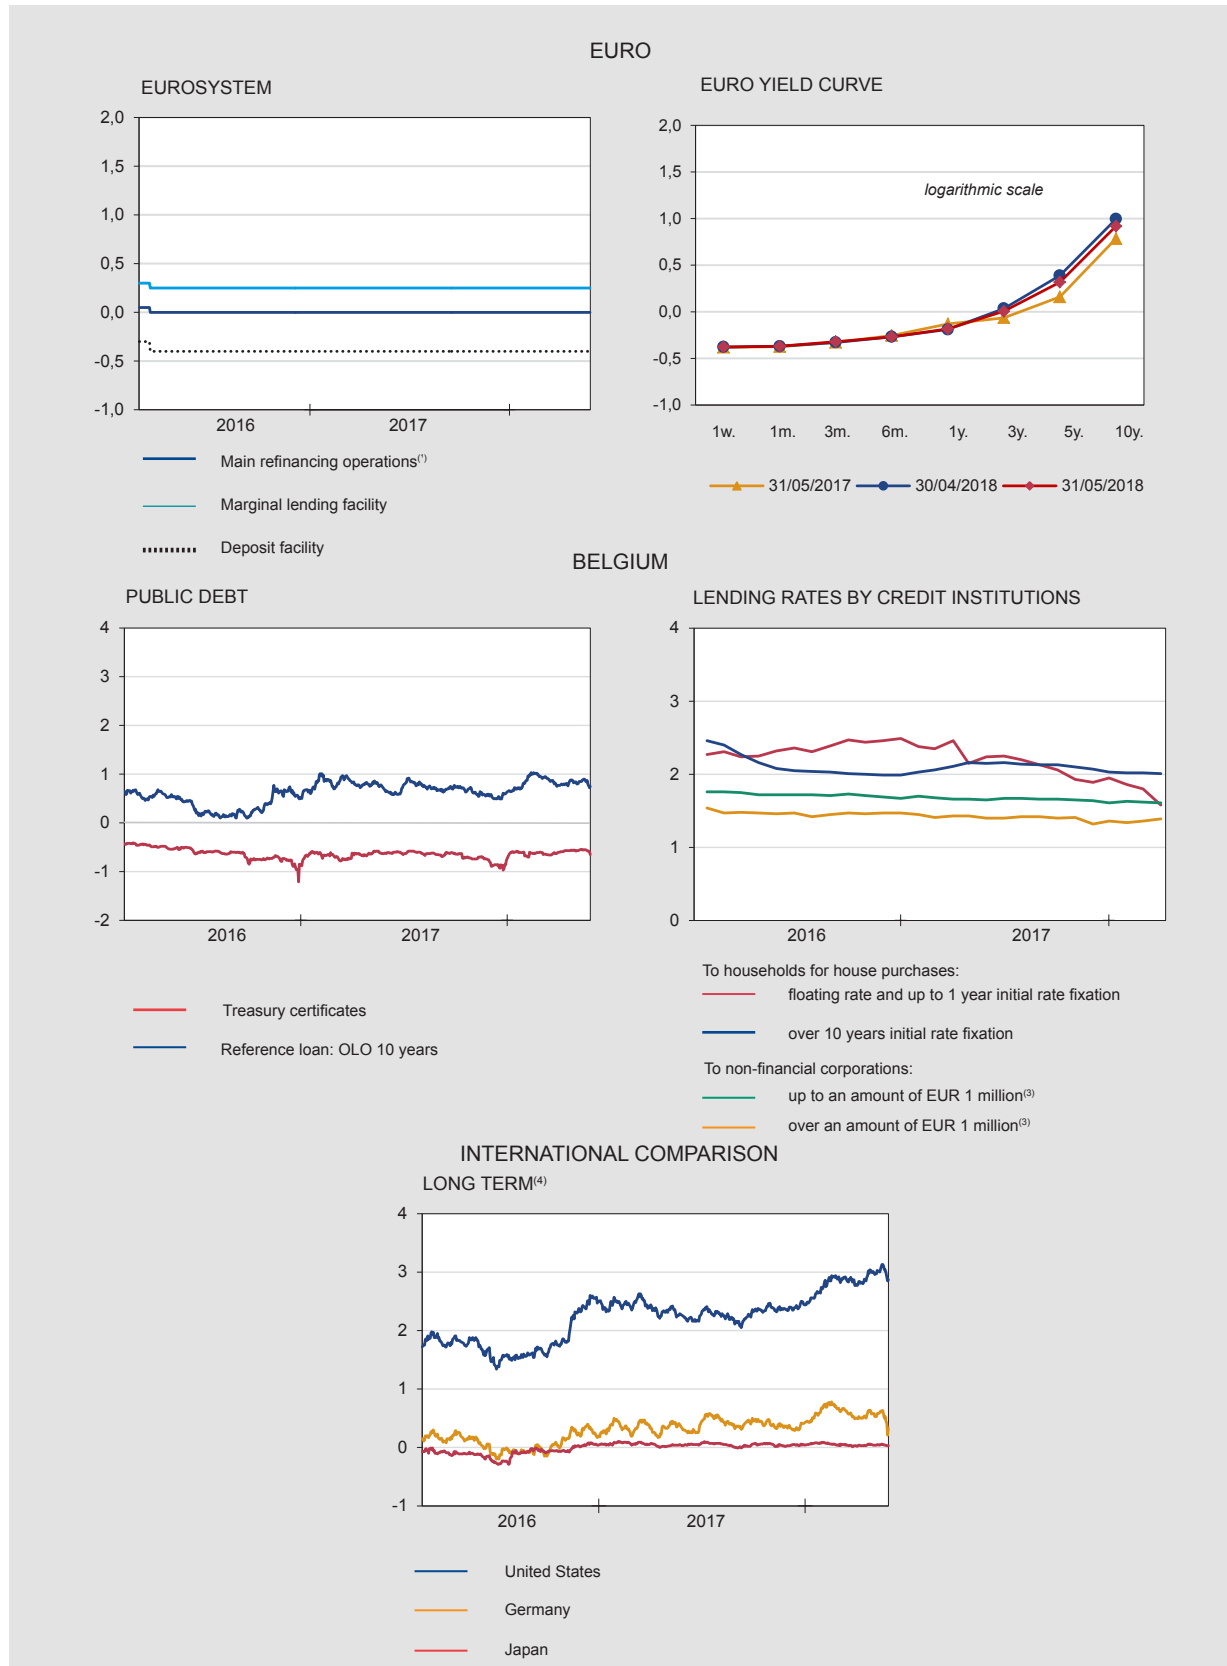 EURO
EUROSYSTEM
2,0
1,5
1,0
0,5
0,0
-0,5
-1,0
2016 2017
Main refinancing operations(*)
Marginal lending facility
Deposit facility
EURO YIELD CURVE
2,0
1,5
1,0
0,5
0,0
-0,5
-1,0
logarithmic scale
1w. 1m. 3m. 6m. 1y. 3y. 5y. 10y.
31/05/2017 30/04/2018 31/05/2018
BELGIUM
PUBLIC DEBT
4
3
2
1
0
-1
-2
2016 2017
Treasury certificates
Reference loan: OLO 10 years
LENDING RATES BY CREDIT INSTITUTIONS
4
3
2
1
0
2016 2017
To households for house purchases:
floating rate and up to 1 year initial rate fixation
over 10 years initial rate fixation
To non-financial corporations:
up to an amount of EUR 1 million(3)
over an amount of EUR 1 million(3)
INTERNATIONAL COMPARISON
LONG TERM(4)
4
3
2
1
0
-1
2016 2017
United States
Germany
Japan